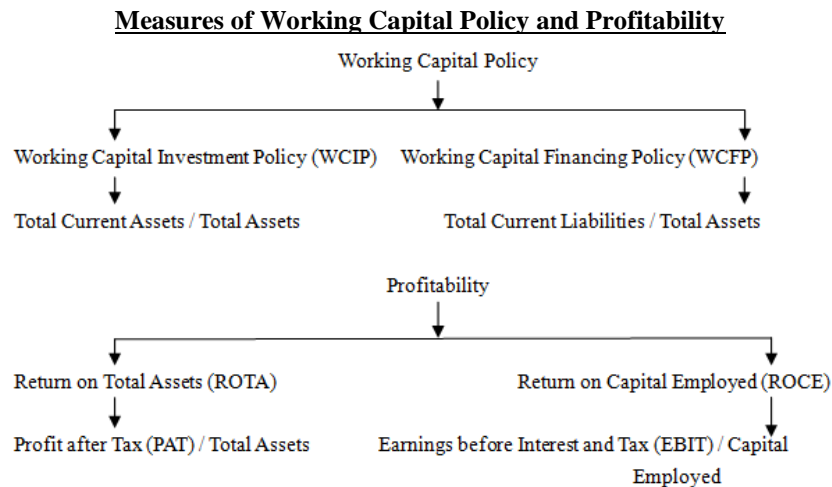 Measures of Working Capital Policy and Profitability
Working Capital Policy
Working Capital Investment Policy (WCIP) Working Capital Financing Policy (WCFP)
Total Current Assets / Total Assets Total Current Liabilities / Total Assets
Profitability
Return on Total Assets (ROTA) Return on Capital Employed (ROCE)
Profit after Tax (PAT) / Total Assets Earnings before Interest and Tax (EBIT) / Capital
Employed